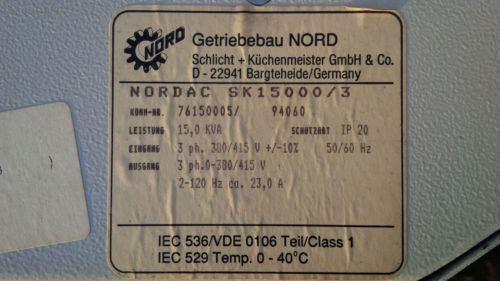 NORD
Getriebebau NORD
Schlicht + Küchenmeister GmbH & Co.
D - 22941 Bargteheide/Germany
NORDAC SK15000/3
KOMM-NR. 76150005/ 94060
LEISTUNG 15,0 KVA SCHUTZART IP 20
EINGANG 3 ph. 380/415 V +/-10% 50/60 Hz
AUSGANG 3 ph.0-380/415 V
2-120 Hz ca. 23,0 A
IEC 536/VDE 0106 Teil/Class 1
IEC 529 Temp. 0 - 40°C